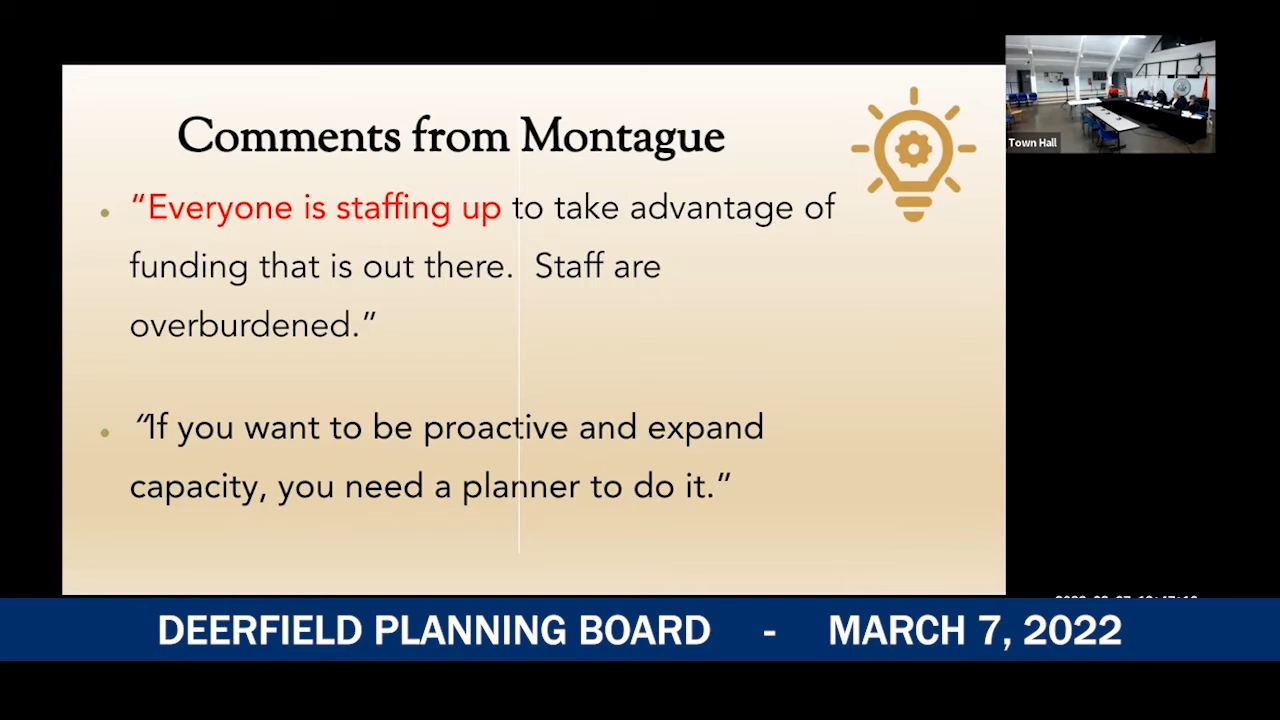 Comments from Montague
“Everyone is staffing up to take advantage of
funding that is out there.  Staff are
overburdened.”
“If you want to be proactive and expand
capacity, you need a planner to do it.”
Town Hall
DEERFIELD PLANNING BOARD - MARCH 7, 2022